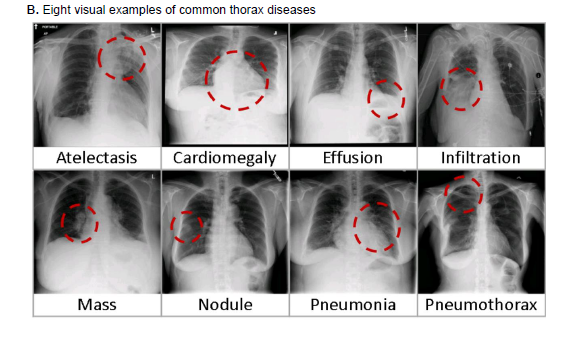 B. Eight visual examples of common thorax diseases
Atelectasis
Cardiomegaly
Effusion
Infiltration
Mass
Nodule
Pneumonia
Pneumothorax